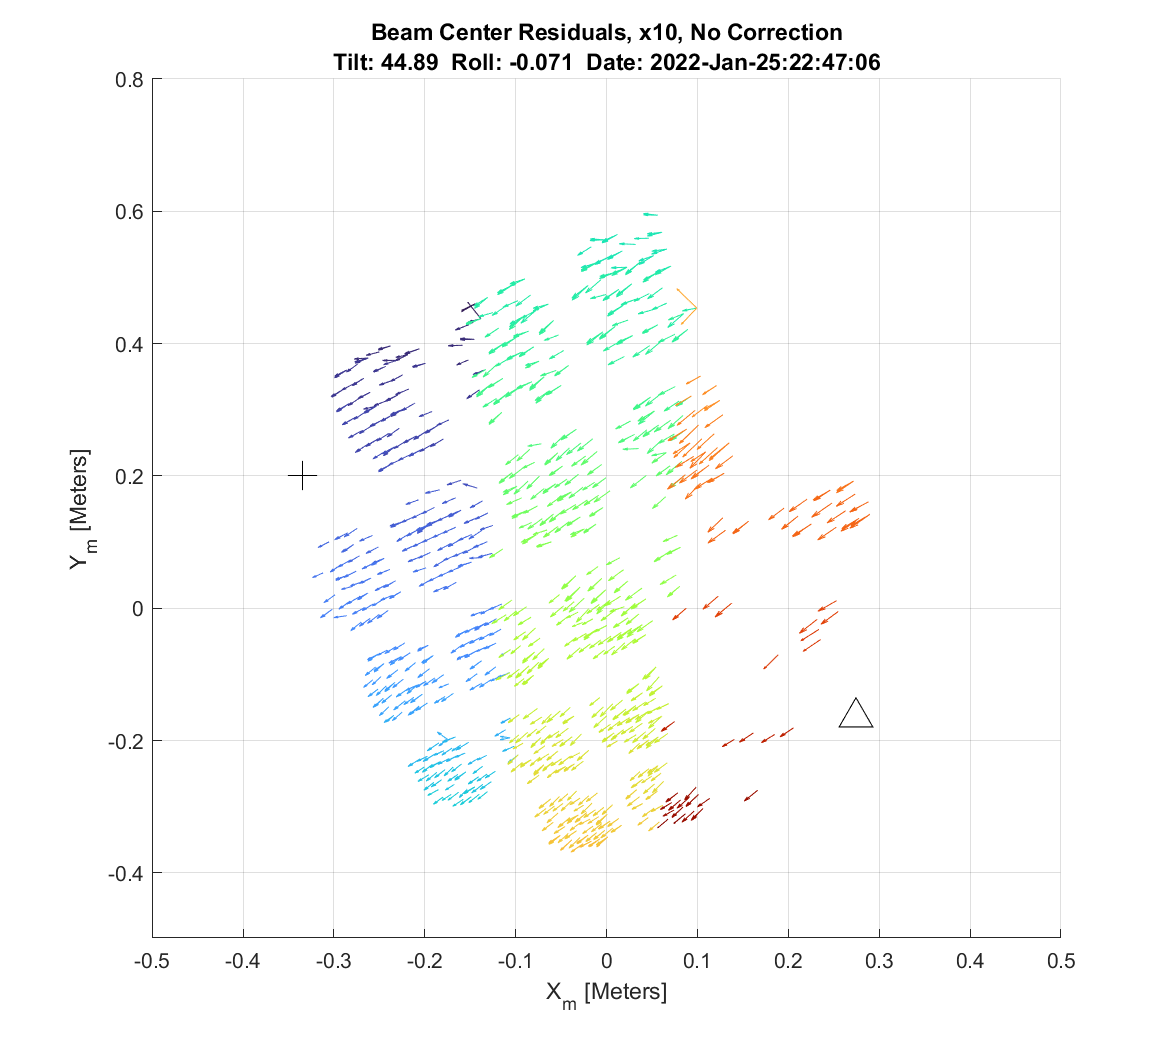 Beam Center Residuals, x10, No Correction
Tilt: 44.89 Roll: -0.071 Date: 2022-Jan-25:22:47:06
0.8
0.6
0.4
0.2
0
-0.2
-0.4
Y_m [Meters]
-0.5 -0.4 -0.3 -0.2 -0.1 0 0.1 0.2 0.3 0.4 0.5
X_m [Meters]